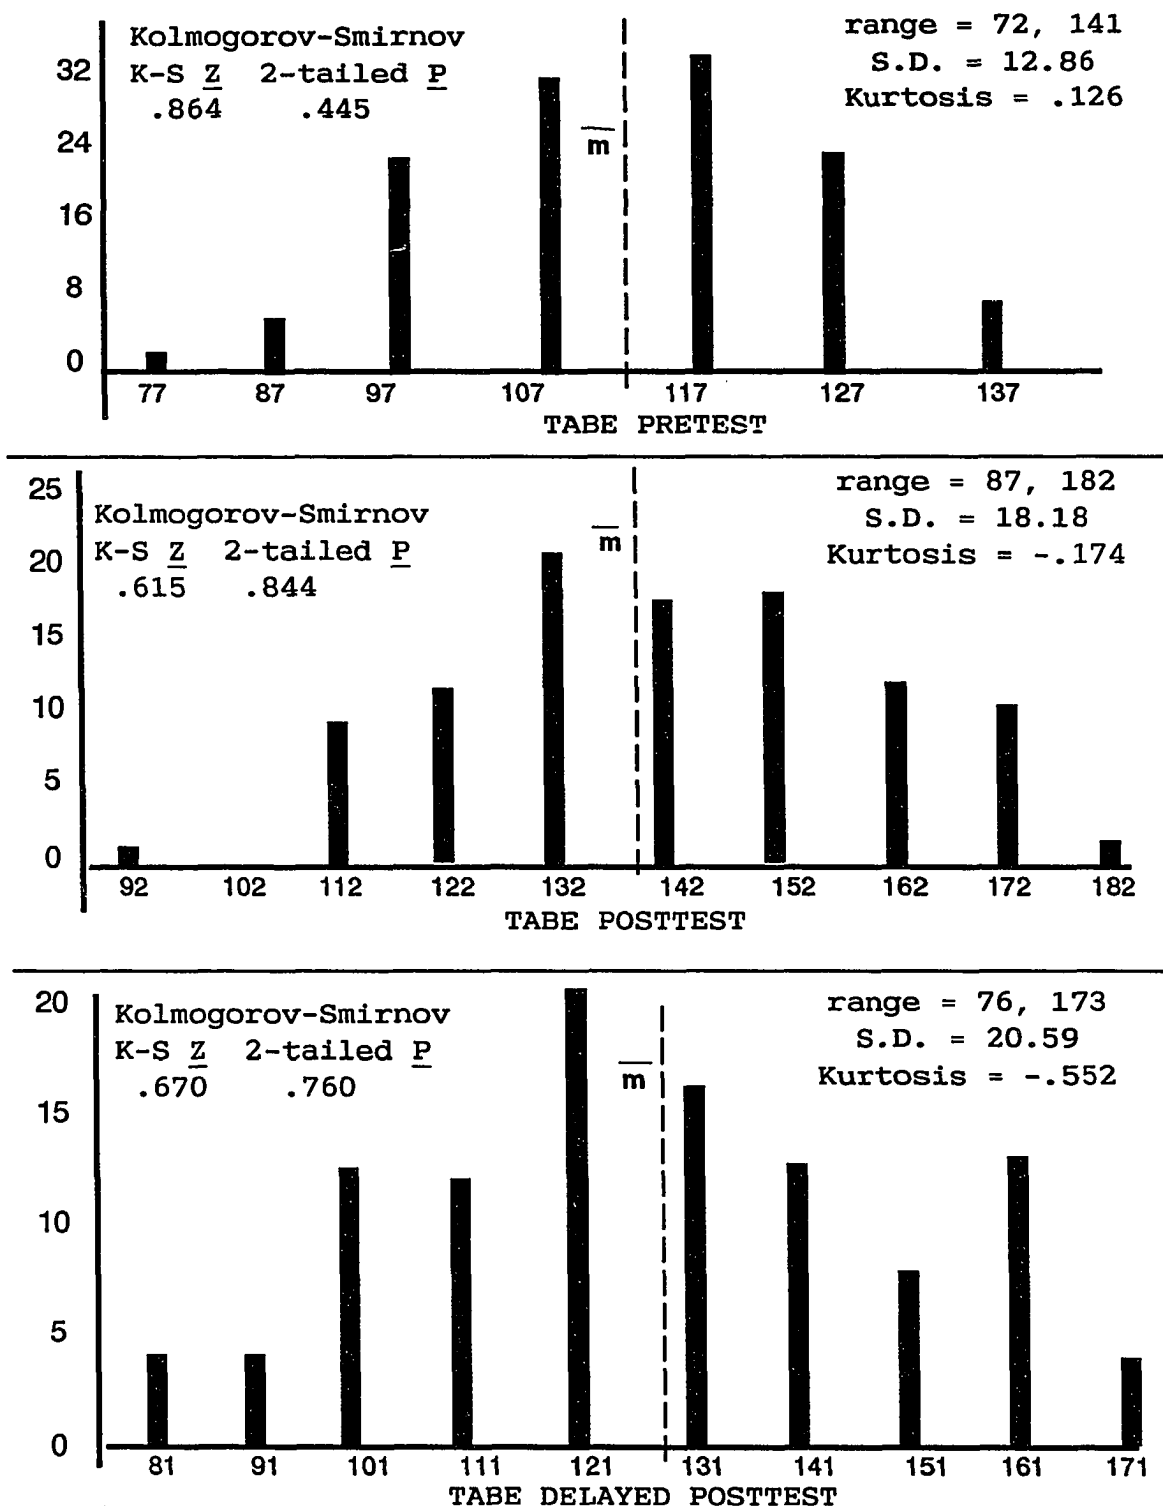 Kolmogorov-Smirnov
K-S Z 2-tailed P
.864 .445
range = 72, 141
S.D. = 12.86
Kurtosis = .126
m
32
24
16
8
0
77 87 97 107 117 127 137
TABE PRETEST
Kolmogorov-Smirnov
K-S Z 2-tailed P
.615 .844
range = 87, 182
S.D. = 18.18
Kurtosis = -.174
m
25
20
15
10
5
0
92 102 112 122 132 142 152 162 172 182
TABE POSTTEST
Kolmogorov-Smirnov
K-S Z 2-tailed P
.670 .760
range = 76, 173
S.D. = 20.59
Kurtosis = -.552
m
20
15
10
5
0
81 91 101 111 121 131 141 151 161 171
TABE DELAYED POSTTEST